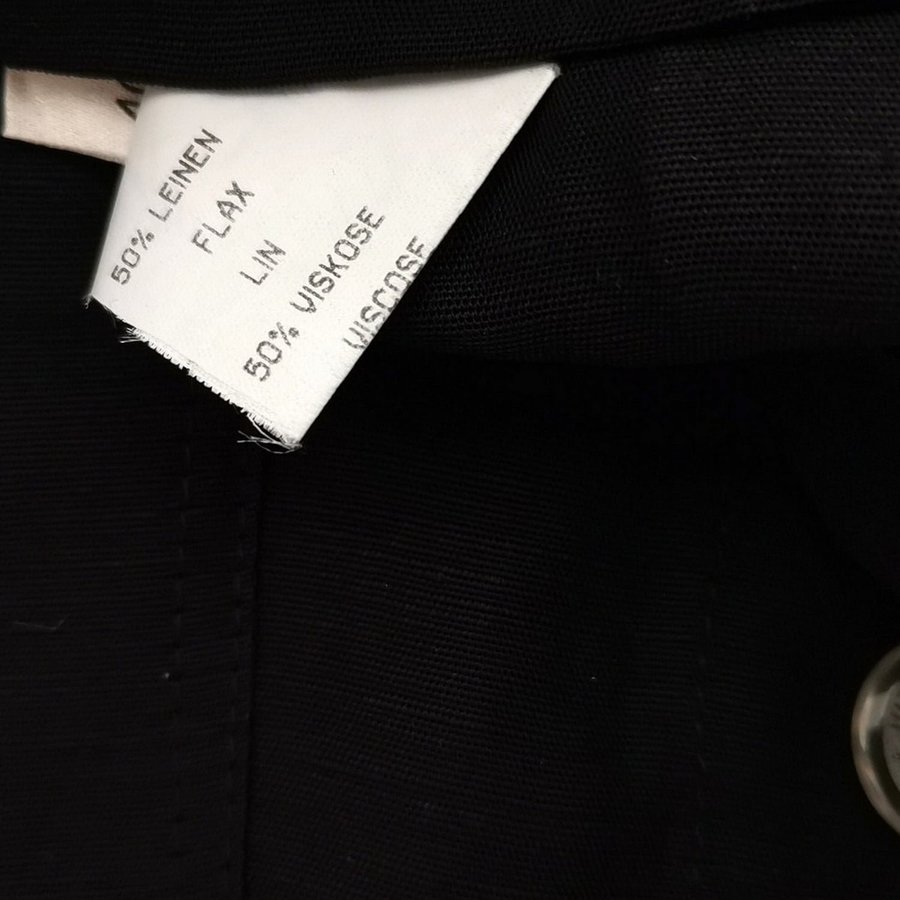 50% LEINEN
FLAX
LIN
50% VISKOSE
VISCOSE